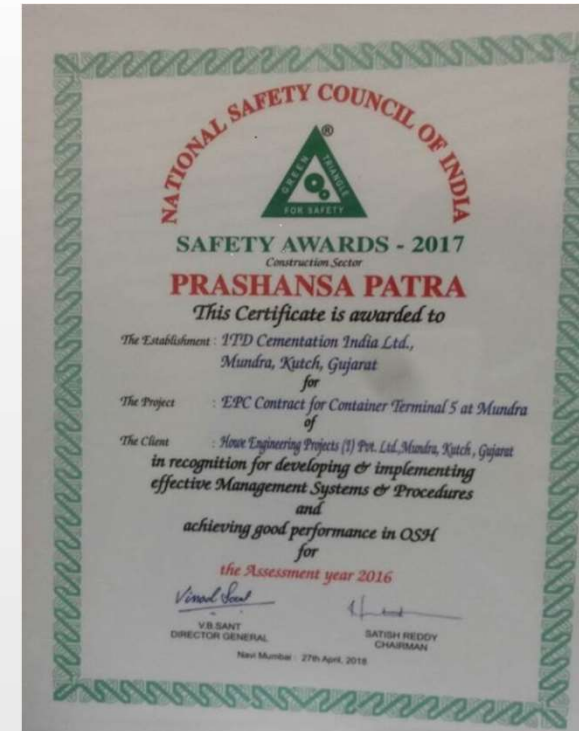 NATIONAL SAFETY COUNCIL OF INDIA
®
GREEN TRIANGLE
FOR SAFETY
SAFETY AWARDS - 2017
Construction Sector
PRASHANSA PATRA
This Certificate is awarded to
The Establishment : ITD Cementation India Ltd.,
Mundra, Kutch, Gujarat
for
The Project : EPC Contract for Container Terminal 5 at Mundra
of
The Client : Howe Engineering Projects (I) Pvt. Ltd.,Mundra, Kutch , Gujarat
in recognition for developing & implementing
effective Management Systems & Procedures
and
achieving good performance in OSH
for
the Assessment year 2016
V.B.SANT
DIRECTOR GENERAL
SATISH REDDY
CHAIRMAN
Navi Mumbai : 27th April, 2018